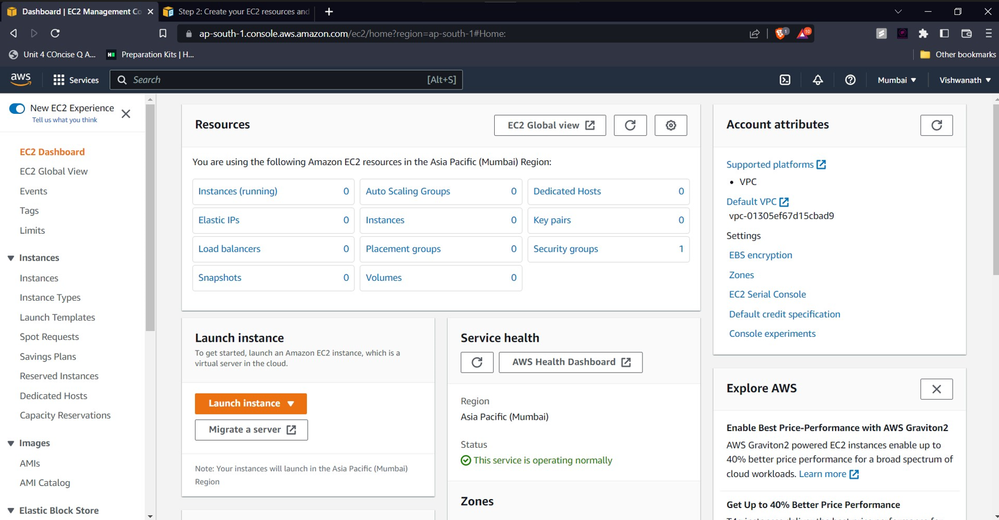 Dashboard | EC2 Management Co
Step 2: Create your EC2 resources and
ap-south-1.console.aws.amazon.com/ec2/home?region=ap-south-1#Home:
1
10
Unit 4 COncise Q A...
Preparation Kits | H...
Other bookmarks
aws
Services
Search
[Alt+S]
Mumbai
Vishwanath
New EC2 Experience
Tell us what you think
EC2 Dashboard
EC2 Global View
Events
Tags
Limits
Instances
Instances
Instance Types
Launch Templates
Spot Requests
Savings Plans
Reserved Instances
Dedicated Hosts
Capacity Reservations
Images
AMIs
AMI Catalog
Elastic Block Store
Resources
EC2 Global view
You are using the following Amazon EC2 resources in the Asia Pacific (Mumbai) Region:
Instances (running) 0
Auto Scaling Groups 0
Dedicated Hosts 0
Elastic IPs 0
Instances 0
Key pairs 0
Load balancers 0
Placement groups 0
Security groups 1
Snapshots 0
Volumes 0
Launch instance
To get started, launch an Amazon EC2 instance, which is a
virtual server in the cloud.
Launch instance
Migrate a server
Note: Your instances will launch in the Asia Pacific (Mumbai)
Region
Service health
AWS Health Dashboard
Region
Asia Pacific (Mumbai)
Status
This service is operating normally
Zones
Account attributes
Supported platforms
• VPC
Default VPC
vpc-01305ef67d15cbad9
Settings
EBS encryption
Zones
EC2 Serial Console
Default credit specification
Console experiments
Explore AWS
Enable Best Price-Performance with AWS Graviton2
AWS Graviton2 powered EC2 instances enable up to
40% better price performance for a broad spectrum of
cloud workloads. Learn more
Get Up to 40% Better Price Performance